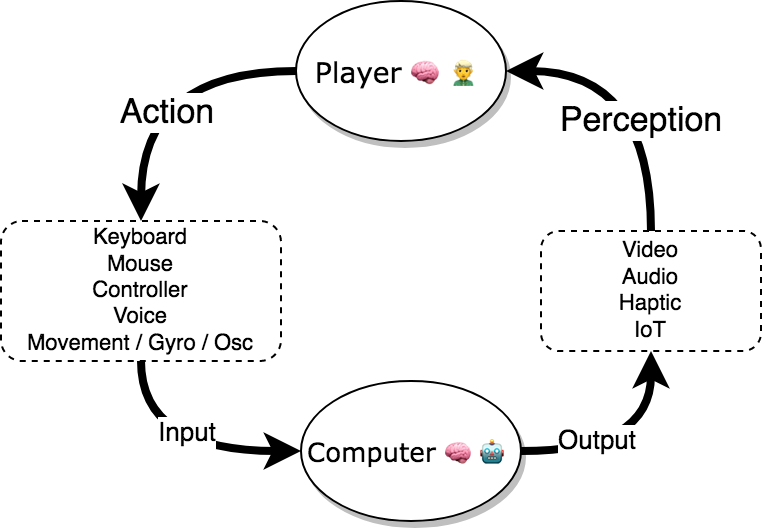 Player 🧠 🧝
Action
Perception
Keyboard
Mouse
Controller
Voice
Movement / Gyro / Osc
Video
Audio
Haptic
IoT
Input
Computer 🧠 🤖
Output